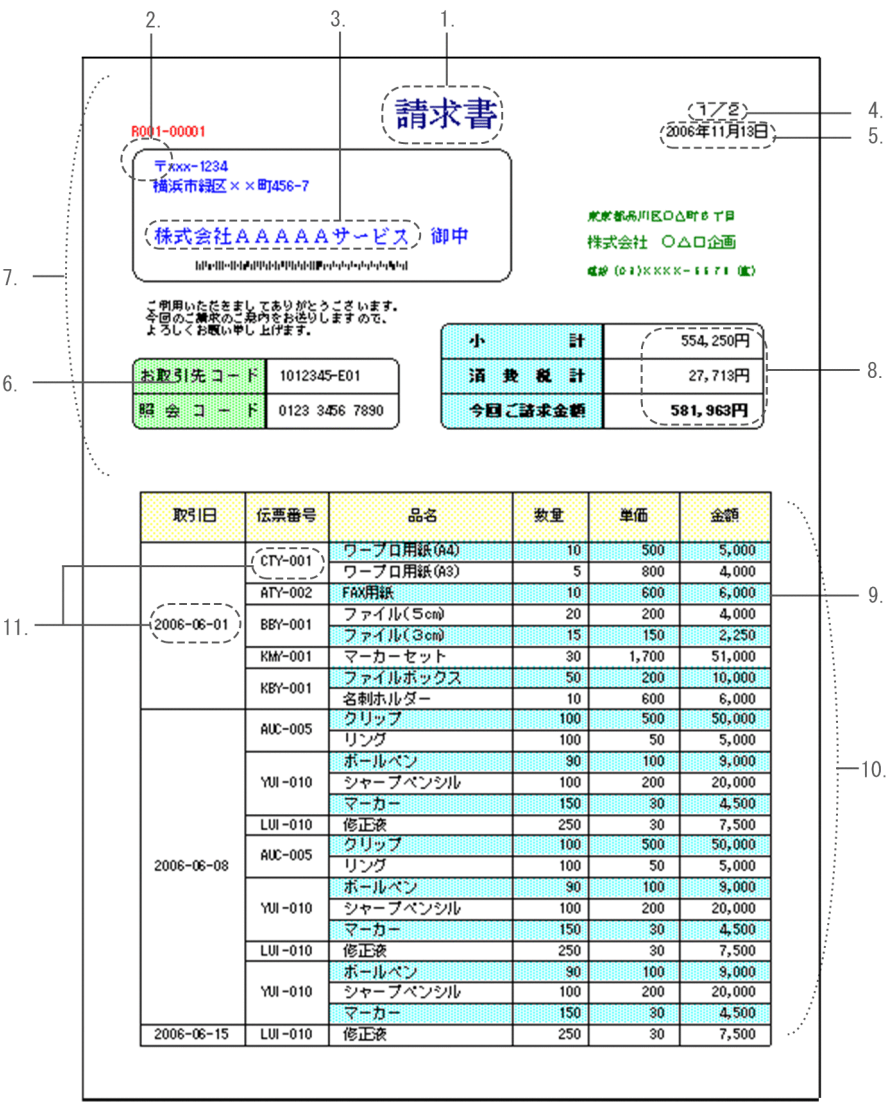 1.
2.
3.
4.
5.
6.
7.
8.
9.
10.
11.
請求書
1/2
2006年11月13日
R001-00001
〒xxx-1234
横浜市緑区××町456-7
株式会社AAAAAサービス 御中
株式会社 〇△口企画
ご利用いただきましてありがとうございます。
今回のご請求のご案内をお送りしますので、
よろしくお願い申し上げます。
小計 554,250円
消費税計 27,713円
今回ご請求金額 581,963円
お取引先コード 1012345-E01
照会コード 0123 3456 7890
取引日 伝票番号 品名 数量 単価 金額
2006-06-01 CTY-001 ワープロ用紙(A4) 10 500 5,000
ワープロ用紙(A3) 5 800 4,000
ATY-002 FAX用紙 10 600 6,000
BBY-001 ファイル(5cm) 20 200 4,000
ファイル(3cm) 15 150 2,250
KMY-001 マーカーセット 30 1,700 51,000
KBY-001 ファイルボックス 50 200 10,000
名刺ホルダー 10 600 6,000
2006-06-08 AUC-005 クリップ 100 500 50,000
リング 100 50 5,000
YUI-010 ボールペン 90 100 9,000
シャープペンシル 100 200 20,000
マーカー 150 30 4,500
LUI-010 修正液 250 30 7,500
AUC-005 クリップ 100 500 50,000
リング 100 50 5,000
YUI-010 ボールペン 90 100 9,000
シャープペンシル 100 200 20,000
マーカー 150 30 4,500
LUI-010 修正液 250 30 7,500
YUI-010 ボールペン 90 100 9,000
シャープペンシル 100 200 20,000
マーカー 150 30 4,500
2006-06-15 LUI-010 修正液 250 30 7,500